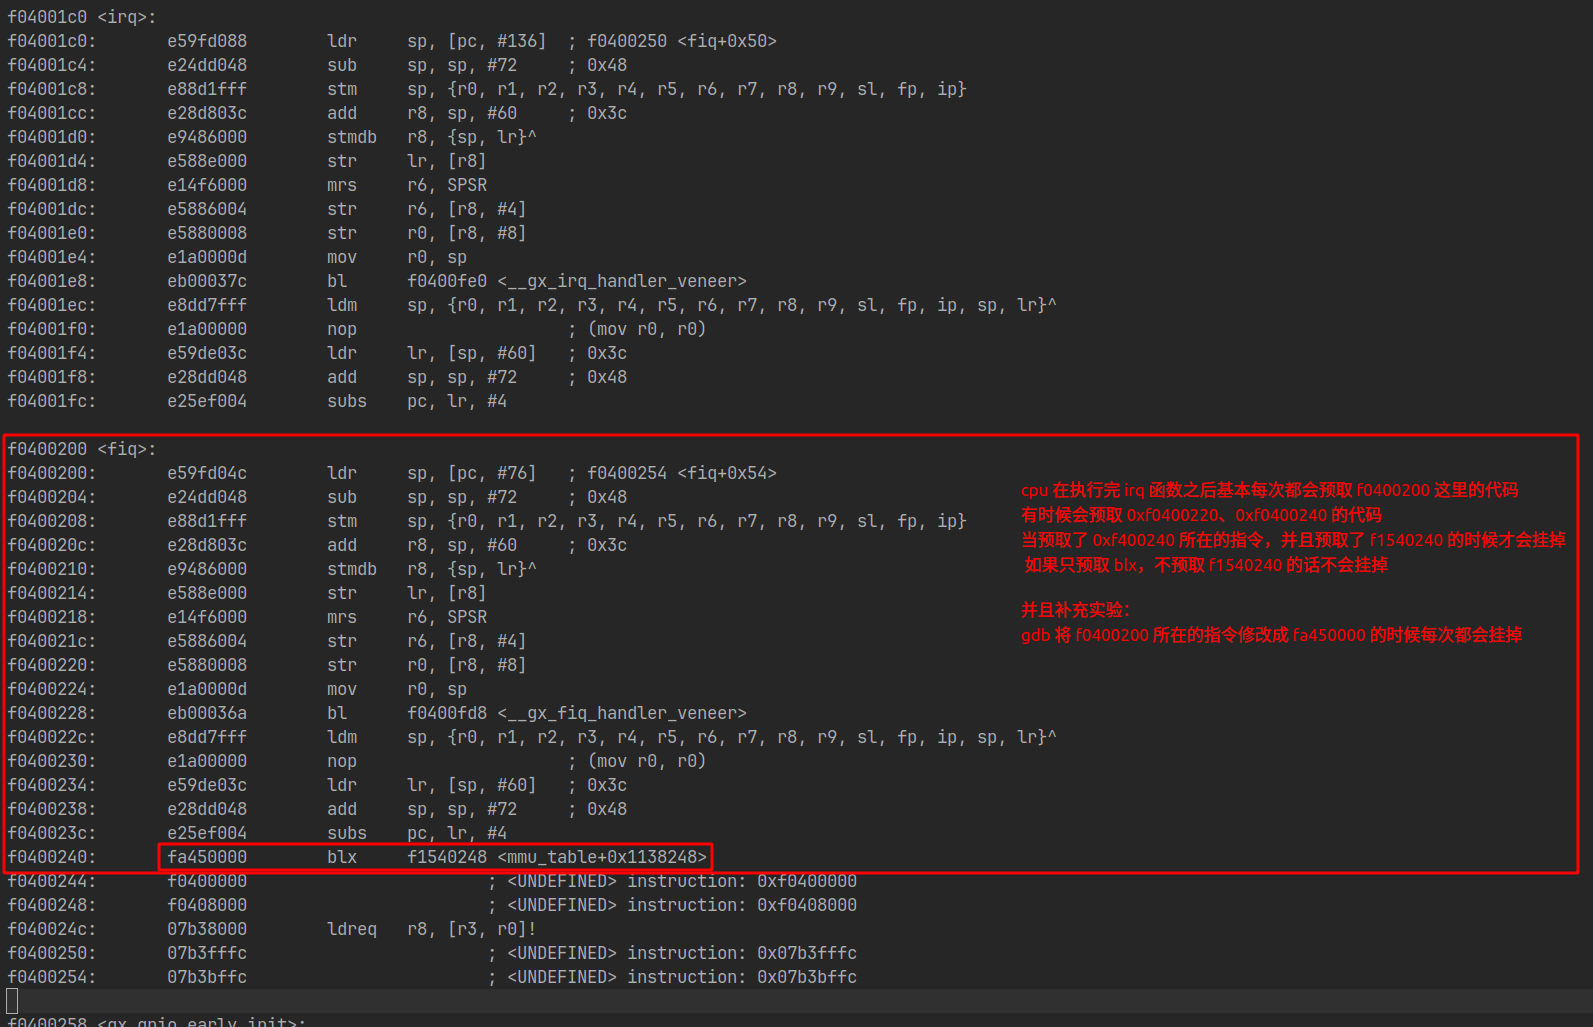 f04001c0 <irq>:
f04001c0: e59fd088 ldr sp, [pc, #136] ; f0400250 <fiq+0x50>
f04001c4: e24dd048 sub sp, sp, #72 ; 0x48
f04001c8: e88d1fff stm sp, {r0, r1, r2, r3, r4, r5, r6, r7, r8, r9, sl, fp, ip}
f04001cc: e28d803c add r8, sp, #60 ; 0x3c
f04001d0: e9486000 stmdb r8, {sp, lr}^
f04001d4: e588e000 str lr, [r8]
f04001d8: e14f6000 mrs r6, SPSR
f04001dc: e5886004 str r6, [r8, #4]
f04001e0: e5880008 str r0, [r8, #8]
f04001e4: e1a0000d mov r0, sp
f04001e8: eb00037c bl f0400fe0 <__gx_irq_handler_veneer>
f04001ec: e8dd7fff ldm sp, {r0, r1, r2, r3, r4, r5, r6, r7, r8, r9, sl, fp, ip, sp, lr}^
f04001f0: e1a00000 nop ; (mov r0, r0)
f04001f4: e59de03c ldr lr, [sp, #60] ; 0x3c
f04001f8: e28dd048 add sp, sp, #72 ; 0x48
f04001fc: e25ef004 subs pc, lr, #4
f0400200 <fiq>:
f0400200: e59fd04c ldr sp, [pc, #76] ; f0400254 <fiq+0x54>
f0400204: e24dd048 sub sp, sp, #72 ; 0x48
f0400208: e88d1fff stm sp, {r0, r1, r2, r3, r4, r5, r6, r7, r8, r9, sl, fp, ip}
f040020c: e28d803c add r8, sp, #60 ; 0x3c
f0400210: e9486000 stmdb r8, {sp, lr}^
f0400214: e588e000 str lr, [r8]
f0400218: e14f6000 mrs r6, SPSR
f040021c: e5886004 str r6, [r8, #4]
f0400220: e5880008 str r0, [r8, #8]
f0400224: e1a0000d mov r0, sp
f0400228: eb00036a bl f0400fd8 <__gx_fiq_handler_veneer>
f040022c: e8dd7fff ldm sp, {r0, r1, r2, r3, r4, r5, r6, r7, r8, r9, sl, fp, ip, sp, lr}^
f0400230: e1a00000 nop ; (mov r0, r0)
f0400234: e59de03c ldr lr, [sp, #60] ; 0x3c
f0400238: e28dd048 add sp, sp, #72 ; 0x48
f040023c: e25ef004 subs pc, lr, #4
f0400240: fa450000 blx f1540248 <mmu_table+0x1138248>
f0400244: f0400000 ; <UNDEFINED> instruction: 0xf0400000
f0400248: f0408000 ; <UNDEFINED> instruction: 0xf0408000
f040024c: 07b38000 ldreq r8, [r3, r0]!
f0400250: 07b3fffc ; <UNDEFINED> instruction: 0x07b3fffc
f0400254: 07b3bffc ; <UNDEFINED> instruction: 0x07b3bffc
f0400258 <gx_gpio_early_init>:
cpu 在执行完 irq 函数之后基本每次都会预取 f0400200 这里的代码
有时候会预取 0xf0400220、0xf0400240 的代码
当预取了 0xf400240 所在的指令，并且预取了 f1540240 的时候才会挂掉
如果只预取 blx，不预取 f1540240 的话不会挂掉
并且补充实验：
gdb 将 f0400200 所在的指令修改成 fa450000 的时候每次都会挂掉